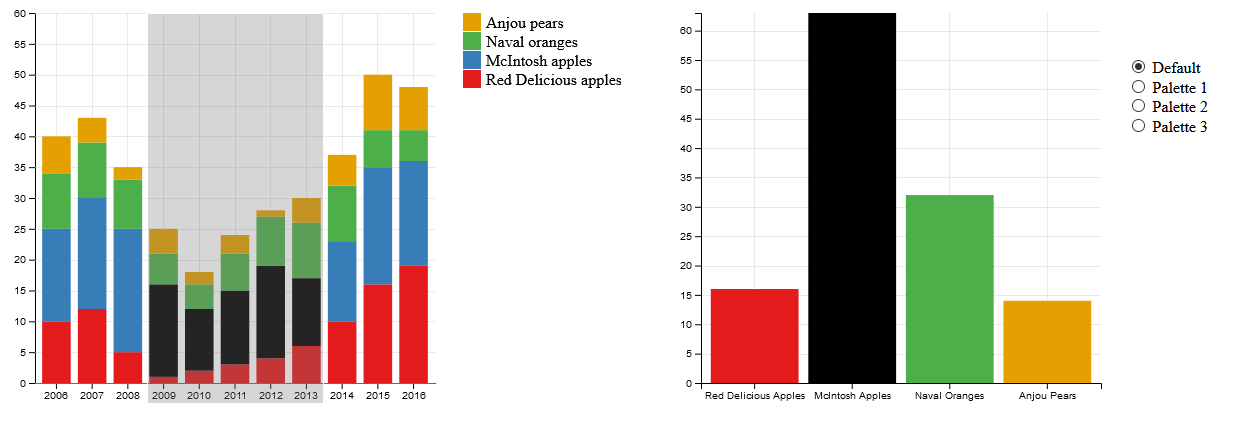 60
55
50
45
40
35
30
25
20
15
10
5
0
2006 2007 2008 2009 2010 2011 2012 2013 2014 2015 2016
Anjou pears
Naval oranges
McIntosh apples
Red Delicious apples
60
55
50
45
40
35
30
25
20
15
10
5
0
Red Delicious Apples McIntosh Apples Naval Oranges Anjou Pears
Default
Palette 1
Palette 2
Palette 3